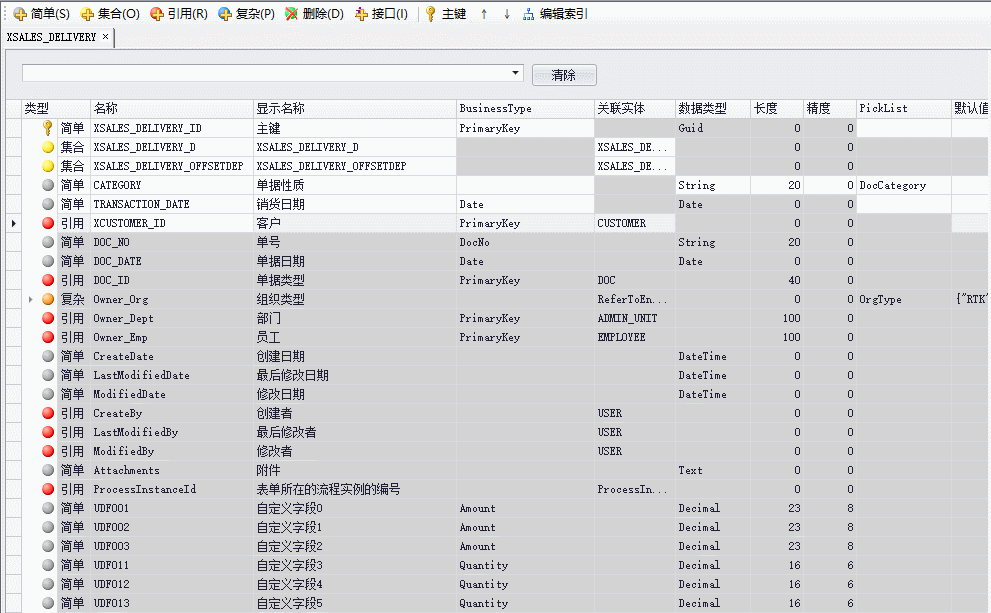 简单(S) 集合(O) 引用(R) 复杂(P) 删除(D) 接口(I) 主键 ↑ ↓ 编辑索引
XSALES_DELIVERY ×
清除
类型 名称 显示名称 BusinessType 关联实体 数据类型 长度 精度 PickList 默认值
简单 XSALES_DELIVERY_ID 主键 PrimaryKey Guid 0 0
集合 XSALES_DELIVERY_D XSALES_DELIVERY_D XSALES_DE... 0 0
集合 XSALES_DELIVERY_OFFSETDEP XSALES_DELIVERY_OFFSETDEP XSALES_DE... 0 0
简单 CATEGORY 单据性质 String 20 0 DocCategory
简单 TRANSACTION_DATE 销货日期 Date Date 0 0
引用 XCUSTOMER_ID 客户 PrimaryKey CUSTOMER 0 0
简单 DOC_NO 单号 DocNo String 20 0
简单 DOC_DATE 单据日期 Date Date 0 0
引用 DOC_ID 单据类型 PrimaryKey DOC 40 0
复杂 Owner_Org 组织类型 ReferToEn... 0 0 OrgType {"RTK"
引用 Owner_Dept 部门 PrimaryKey ADMIN_UNIT 100 0
引用 Owner_Emp 员工 PrimaryKey EMPLOYEE 100 0
简单 CreateDate 创建日期 DateTime 0 0
简单 LastModifiedDate 最后修改日期 DateTime 0 0
简单 ModifiedDate 修改日期 DateTime 0 0
引用 CreateBy 创建者 USER 0 0
引用 LastModifiedBy 最后修改者 USER 0 0
引用 ModifiedBy 修改者 USER 0 0
简单 Attachments 附件 Text 0 0
引用 ProcessInstanceId 表单所在的流程实例的编号 ProcessIn... 0 0
简单 UDF001 自定义字段0 Amount Decimal 23 8
简单 UDF002 自定义字段1 Amount Decimal 23 8
简单 UDF003 自定义字段2 Amount Decimal 23 8
简单 UDF011 自定义字段3 Quantity Decimal 16 6
简单 UDF012 自定义字段4 Quantity Decimal 16 6
简单 UDF013 自定义字段5 Quantity Decimal 16 6